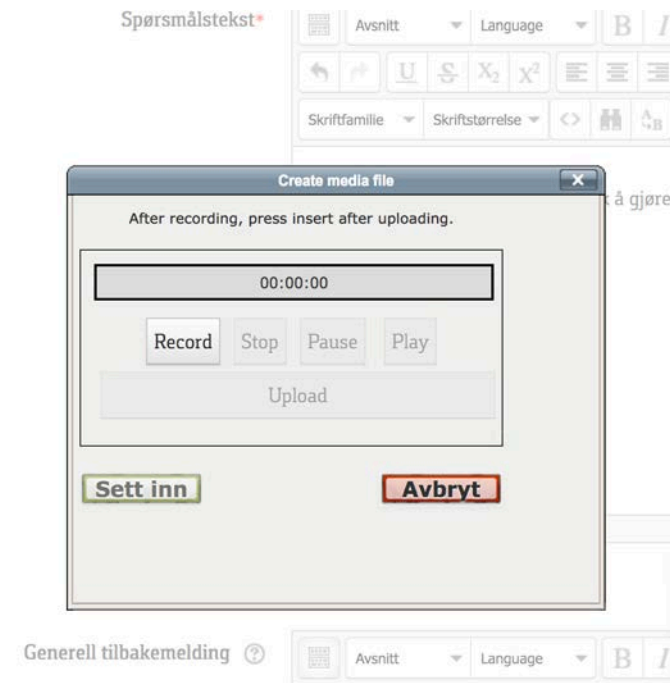 Spørsmålstekst*
Avsnitt Language B I
U S X₂ X²
Skriftfamilie Skriftstørrelse <> A B
Create media file X
å gjøre
After recording, press insert after uploading.
00:00:00
Record Stop Pause Play
Upload
Sett inn Avbryt
Generell tilbakemelding ?
Avsnitt Language B I